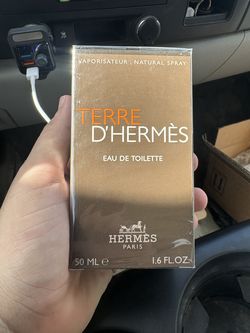 VAPORISATEUR . NATURAL SPRAY
TERRE
D'HERMÈS
EAU DE TOILETTE
HERMÈS
PARIS
50 ML ℮ 1.6 FL.OZ.